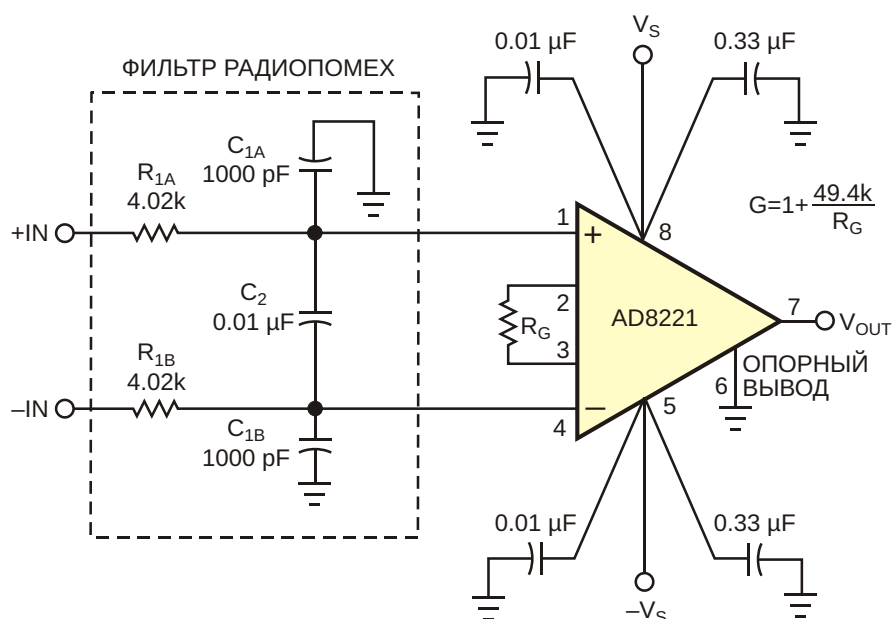 V_S
0.01 µF
0.33 µF
ФИЛЬТР РАДИОПОМЕХ
C_1A
1000 pF
R_1A
4.02k
G=1+ 49.4k
R_G
+IN
1
+
8
C_2
0.01 µF
2
R_G
3
AD8221
7
V_OUT
R_1B
4.02k
6
ОПОРНЫЙ
ВЫВОД
–IN
–
5
4
C_1B
1000 pF
0.01 µF
0.33 µF
–V_S